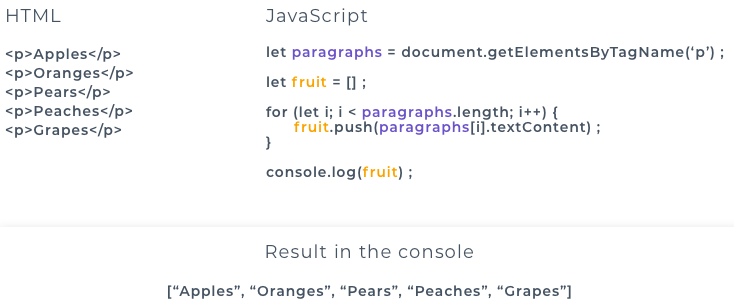 HTML
<p>Apples</p>
<p>Oranges</p>
<p>Pears</p>
<p>Peaches</p>
<p>Grapes</p>
JavaScript
let paragraphs = document.getElementsByTagName(‘p’) ;
let fruit = [] ;
for (let i; i < paragraphs.length; i++) {
fruit.push(paragraphs[i].textContent) ;
}
console.log(fruit) ;
Result in the console
[“Apples”, “Oranges”, “Pears”, “Peaches”, “Grapes”]